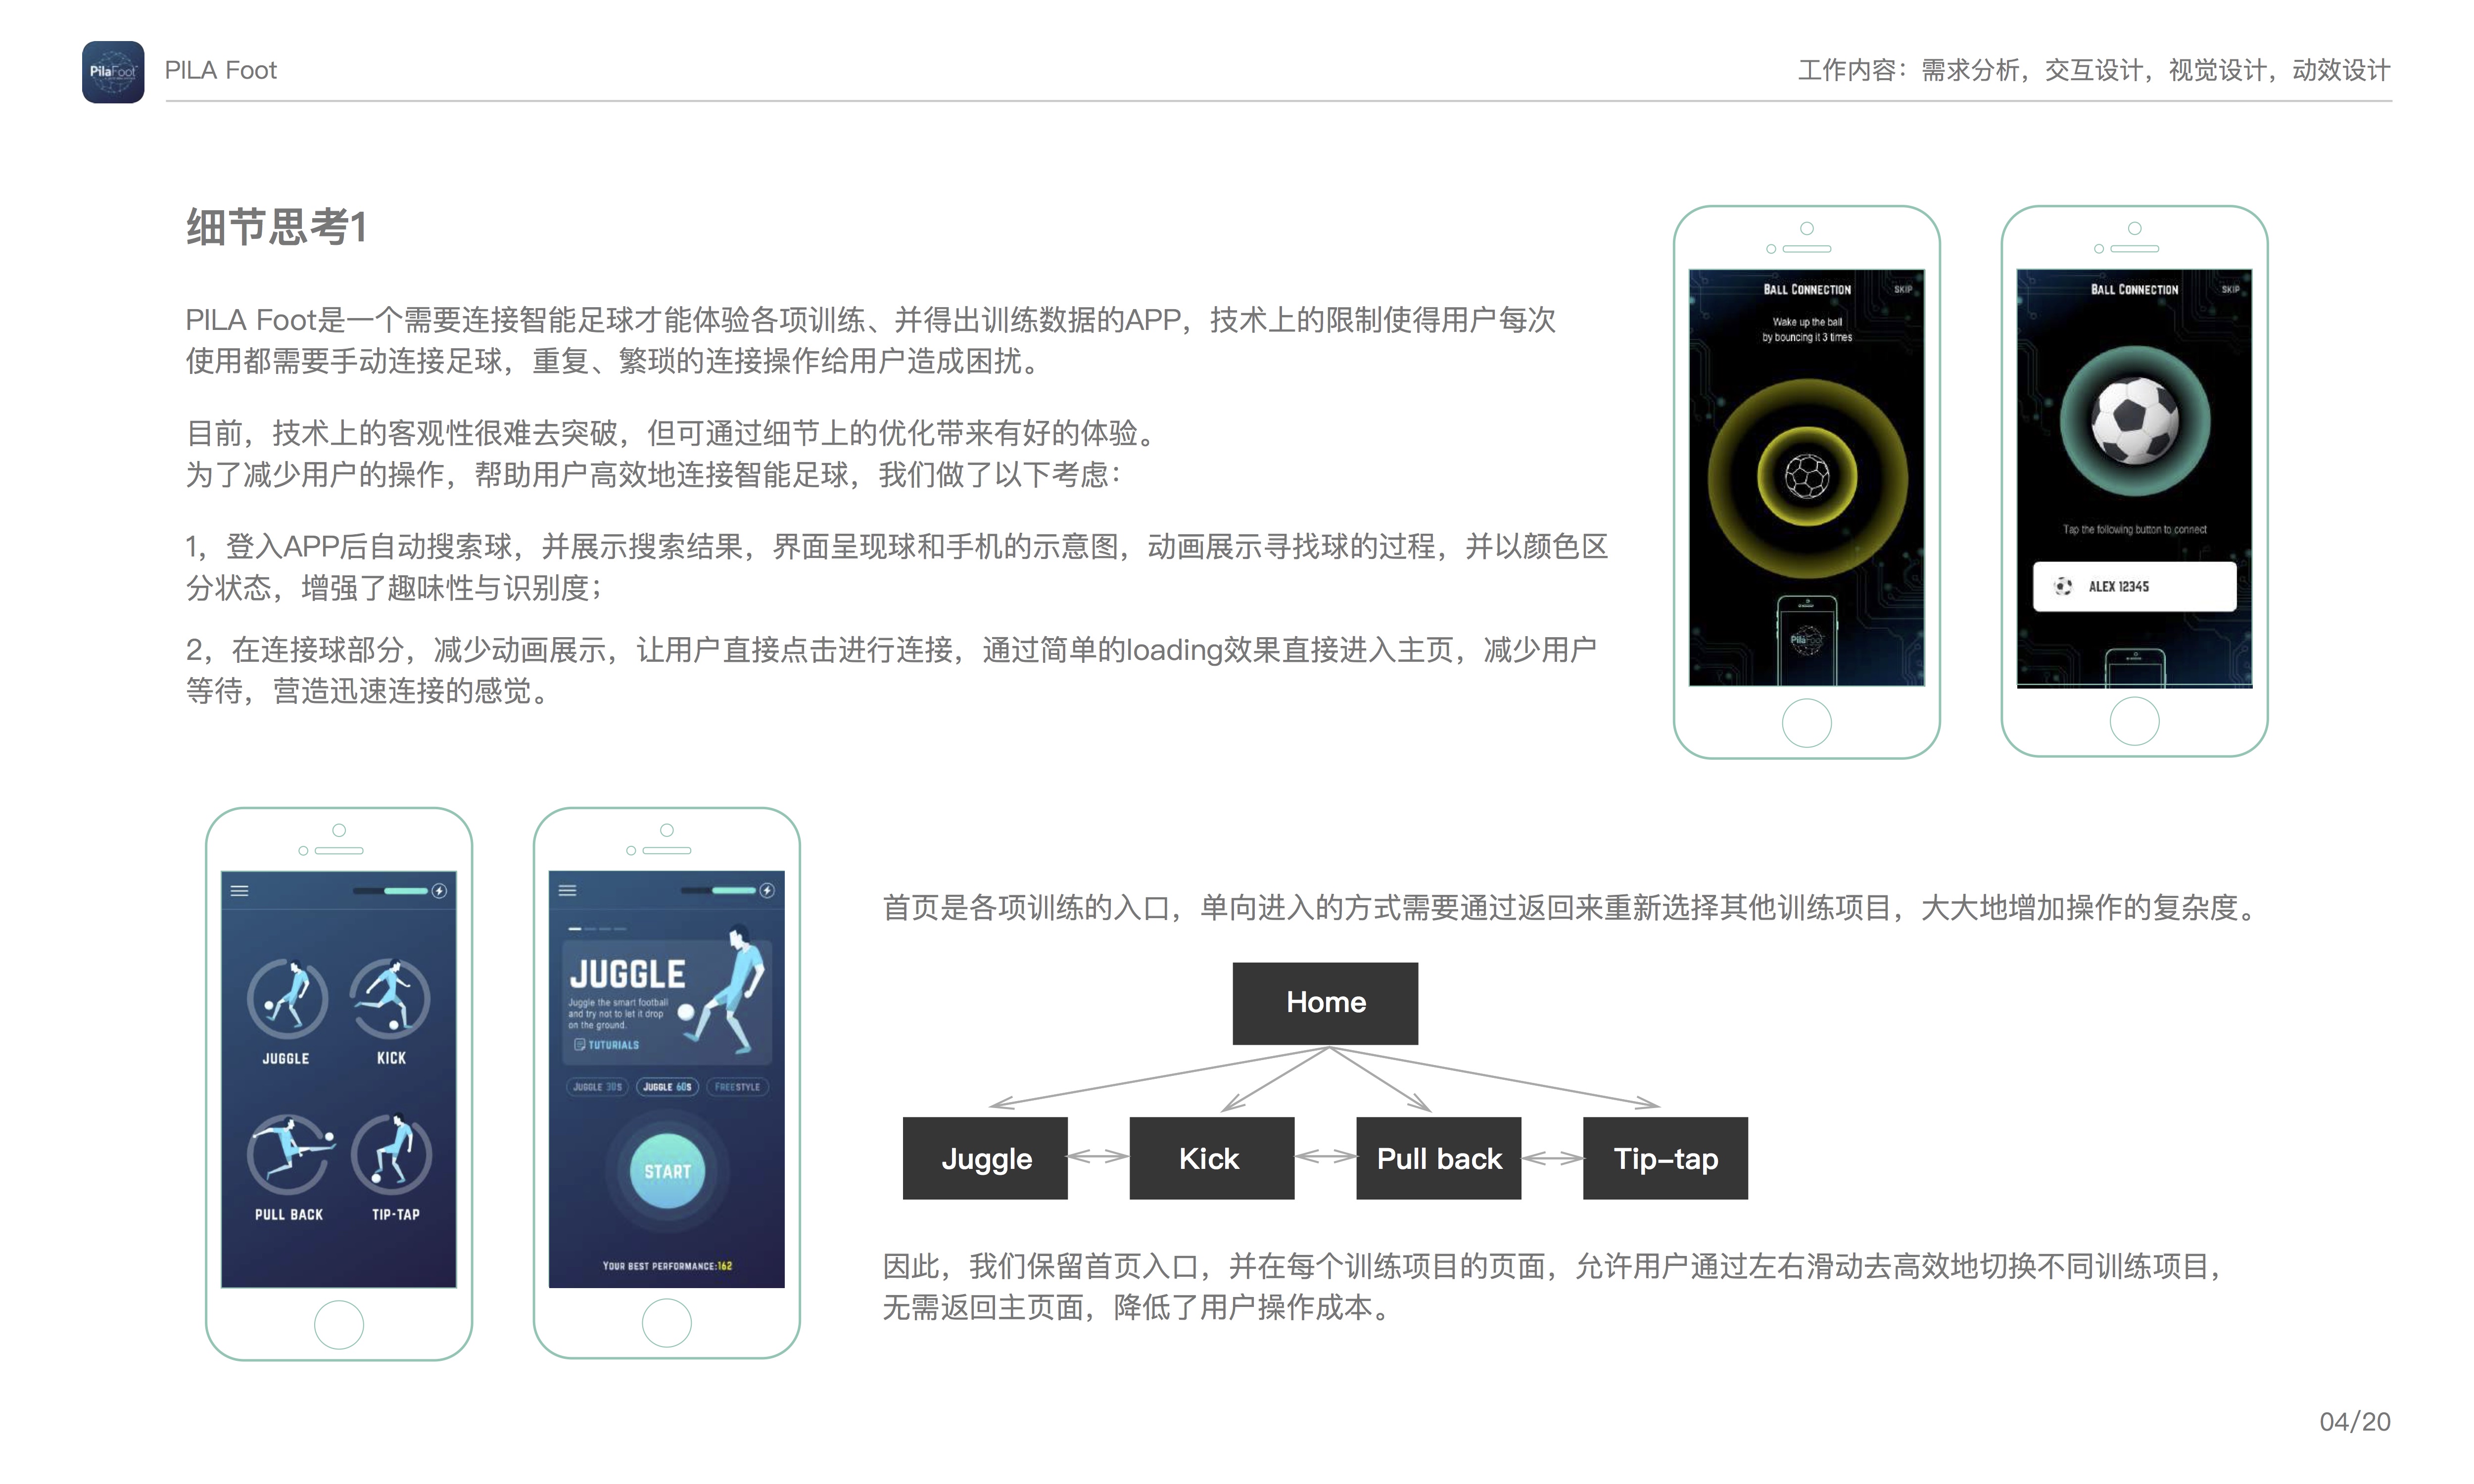 PilaFoot
PILA Foot
工作内容：需求分析，交互设计，视觉设计，动效设计
细节思考1
PILA Foot是一个需要连接智能足球才能体验各项训练、并得出训练数据的APP，技术上的限制使得用户每次
使用都需要手动连接足球，重复、繁琐的连接操作给用户造成困扰。
目前，技术上的客观性很难去突破，但可通过细节上的优化带来有好的体验。
为了减少用户的操作，帮助用户高效地连接智能足球，我们做了以下考虑：
1，登入APP后自动搜索球，并展示搜索结果，界面呈现球和手机的示意图，动画展示寻找球的过程，并以颜色区
分状态，增强了趣味性与识别度；
2，在连接球部分，减少动画展示，让用户直接点击进行连接，通过简单的loading效果直接进入主页，减少用户
等待，营造迅速连接的感觉。
BALL CONNECTION
SKIP
Wake up the ball
by bouncing it 3 times
PilaFoot
BALL CONNECTION
SKIP
Tap the following button to connect
ALEX 12345
JUGGLE
KICK
PULL BACK
TIP-TAP
JUGGLE
Juggle the smart football
and try not to let it drop
on the ground.
TUTURIALS
JUGGLE 30S
JUGGLE 60S
FREESTYLE
START
YOUR BEST PERFORMANCE:162
首页是各项训练的入口，单向进入的方式需要通过返回来重新选择其他训练项目，大大地增加操作的复杂度。
Home
Juggle
Kick
Pull back
Tip-tap
因此，我们保留首页入口，并在每个训练项目的页面，允许用户通过左右滑动去高效地切换不同训练项目，
无需返回主页面，降低了用户操作成本。
04/20